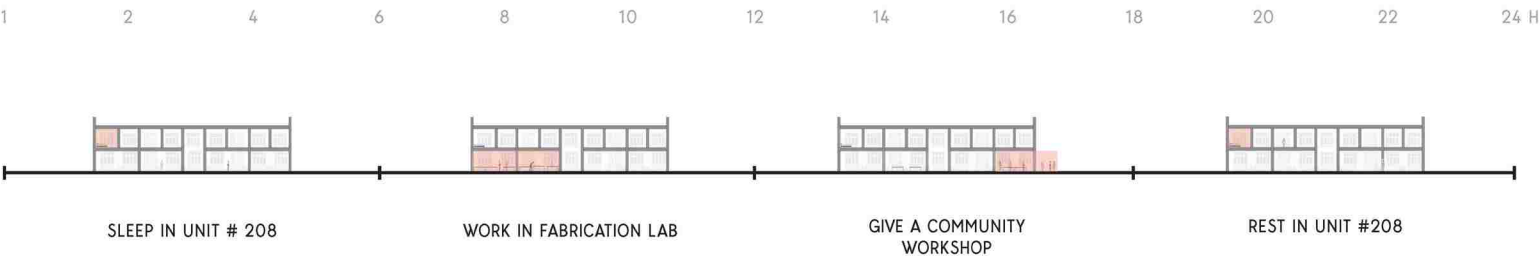 1 2 4 6 8 10 12 14 16 18 20 22 24 H
SLEEP IN UNIT # 208
WORK IN FABRICATION LAB
GIVE A COMMUNITY
WORKSHOP
REST IN UNIT #208